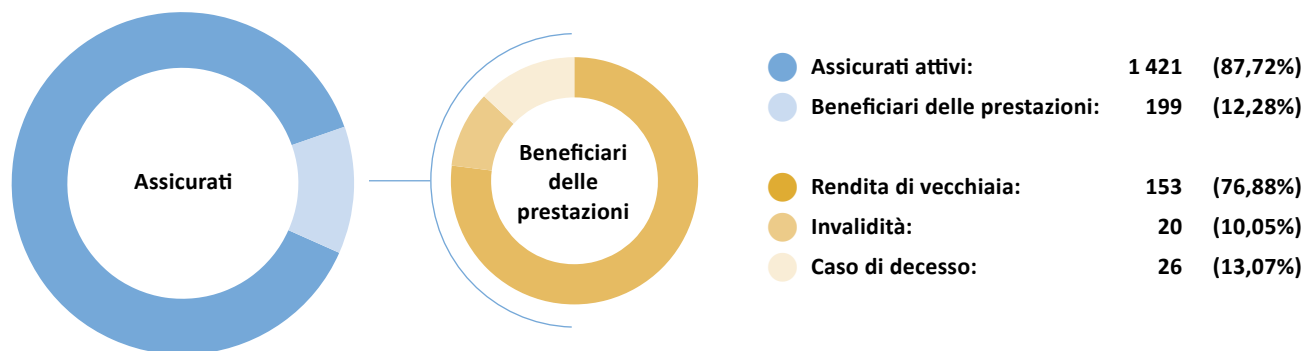 Assicurati
Beneficiari
delle
prestazioni
Assicurati attivi: 1 421 (87,72%)
Beneficiari delle prestazioni: 199 (12,28%)
Rendita di vecchiaia: 153 (76,88%)
Invalidità: 20 (10,05%)
Caso di decesso: 26 (13,07%)